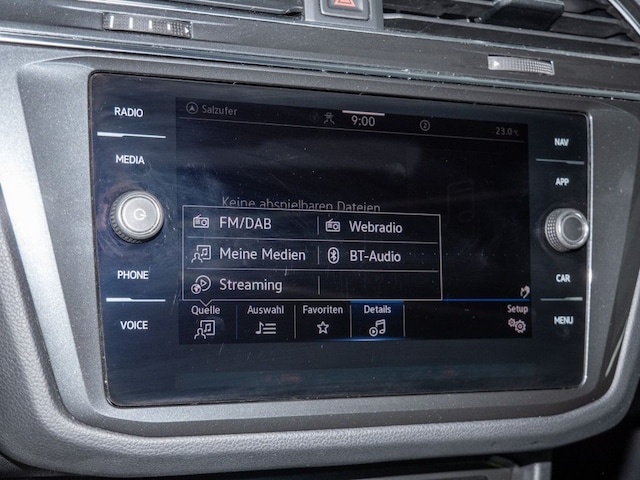 RADIO
MEDIA
PHONE
VOICE
Salzufer
9:00
2
23.0°C
Keine abspielbaren Dateien
FM/DAB
Webradio
Meine Medien
BT-Audio
Streaming
Quelle
Auswahl
Favoriten
Details
Setup
NAV
APP
CAR
MENU